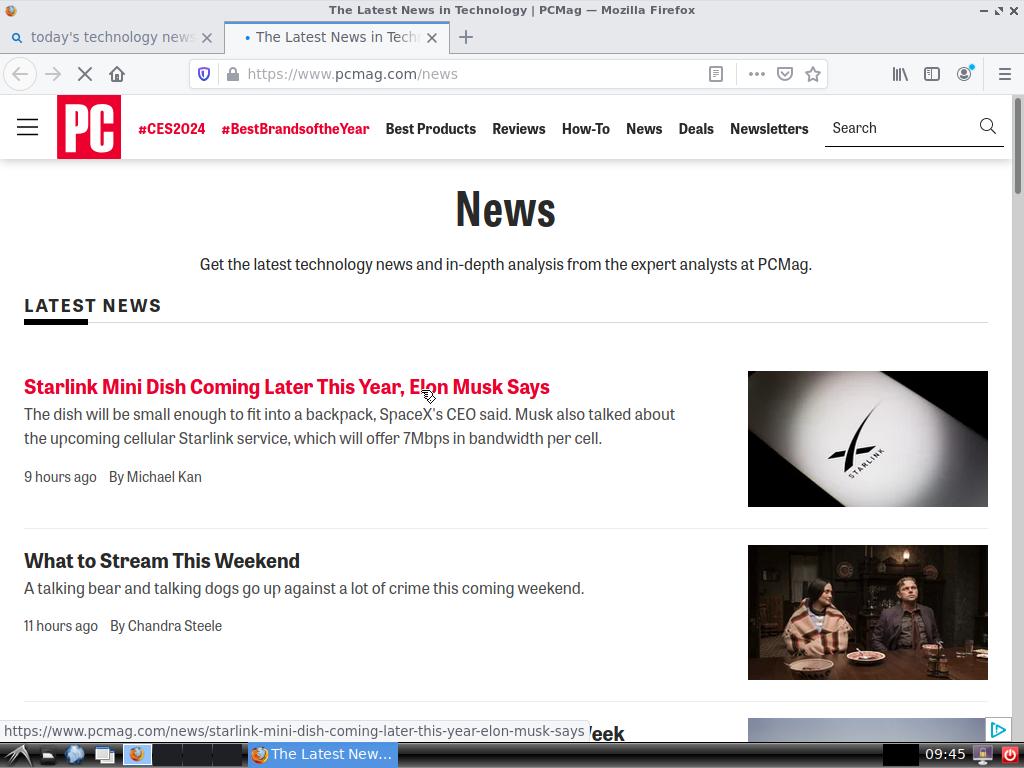 The Latest News in Technology | PCMag — Mozilla Firefox
today's technology news
The Latest News in Tech
https://www.pcmag.com/news
PC
#CES2024
#BestBrandsoftheYear
Best Products
Reviews
How-To
News
Deals
Newsletters
Search
News
Get the latest technology news and in-depth analysis from the expert analysts at PCMag.
LATEST NEWS
Starlink Mini Dish Coming Later This Year, Elon Musk Says
The dish will be small enough to fit into a backpack, SpaceX's CEO said. Musk also talked about
the upcoming cellular Starlink service, which will offer 7Mbps in bandwidth per cell.
9 hours ago By Michael Kan
STARLINK
What to Stream This Weekend
A talking bear and talking dogs go up against a lot of crime this coming weekend.
11 hours ago By Chandra Steele
https://www.pcmag.com/news/starlink-mini-dish-coming-later-this-year-elon-musk-says
The Latest New...
09:45